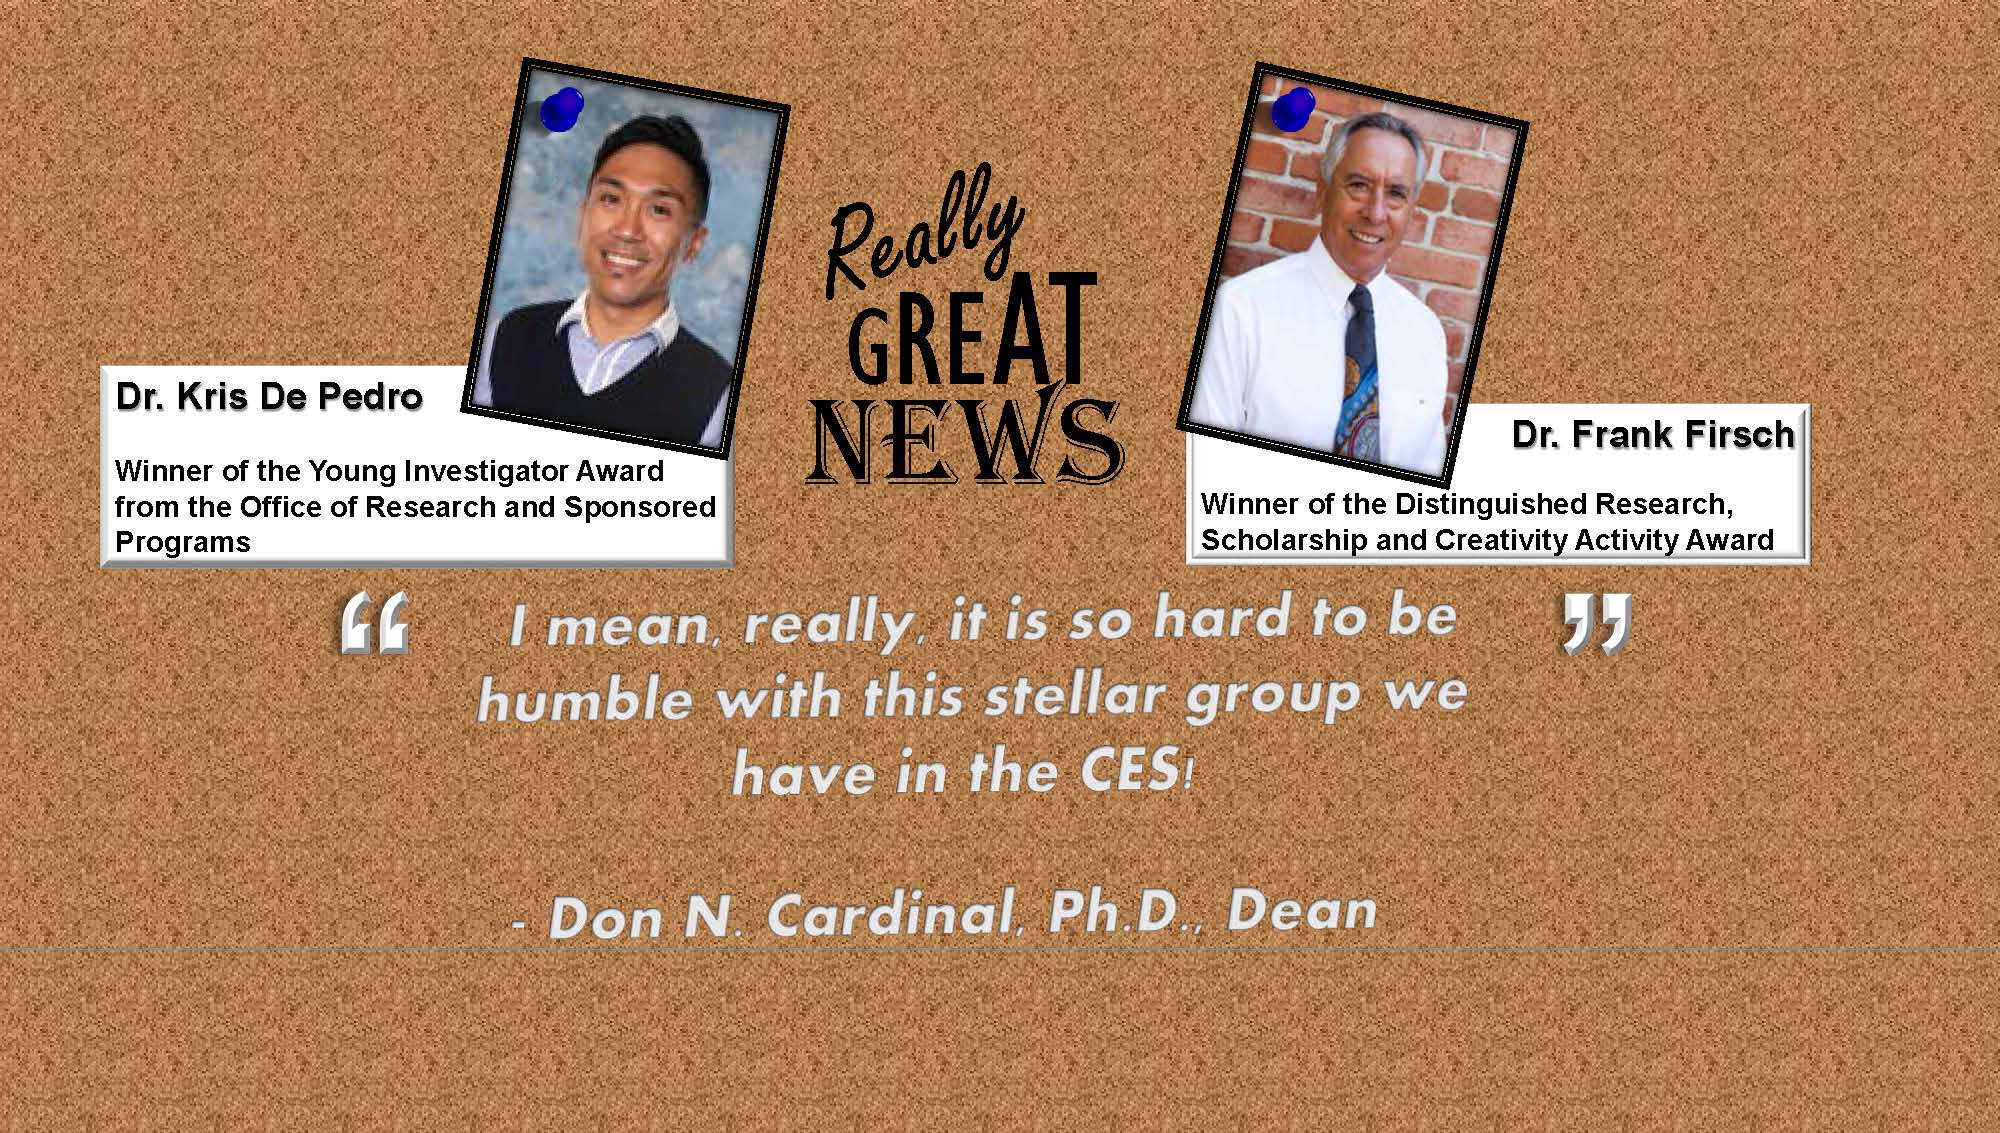 Really
GREAT
NEWS
Dr. Kris De Pedro
Winner of the Young Investigator Award
from the Office of Research and Sponsored
Programs
Dr. Frank Firsch
Winner of the Distinguished Research,
Scholarship and Creativity Activity Award
“ I mean, really, it is so hard to be ”
humble with this stellar group we
have in the CES!
- Don N. Cardinal, Ph.D., Dean